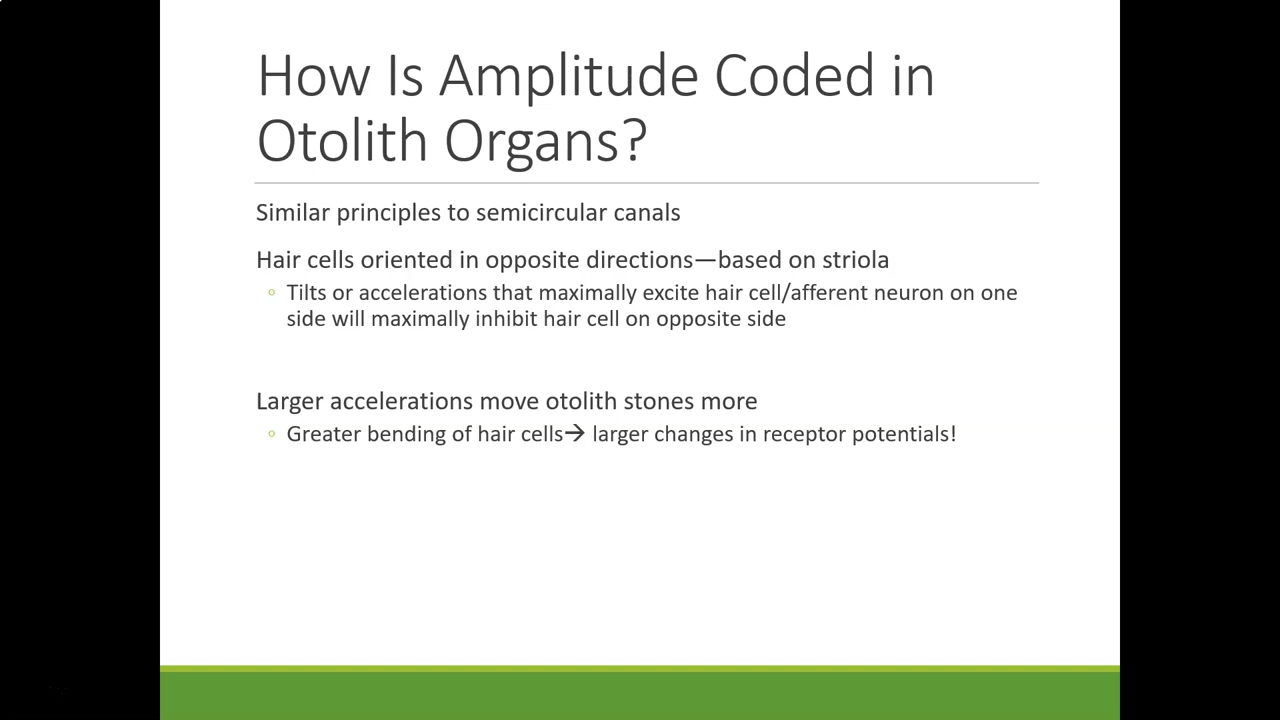 How Is Amplitude Coded in
Otolith Organs?
Similar principles to semicircular canals
Hair cells oriented in opposite directions—based on striola
◦ Tilts or accelerations that maximally excite hair cell/afferent neuron on one
side will maximally inhibit hair cell on opposite side
Larger accelerations move otolith stones more
◦ Greater bending of hair cells→ larger changes in receptor potentials!